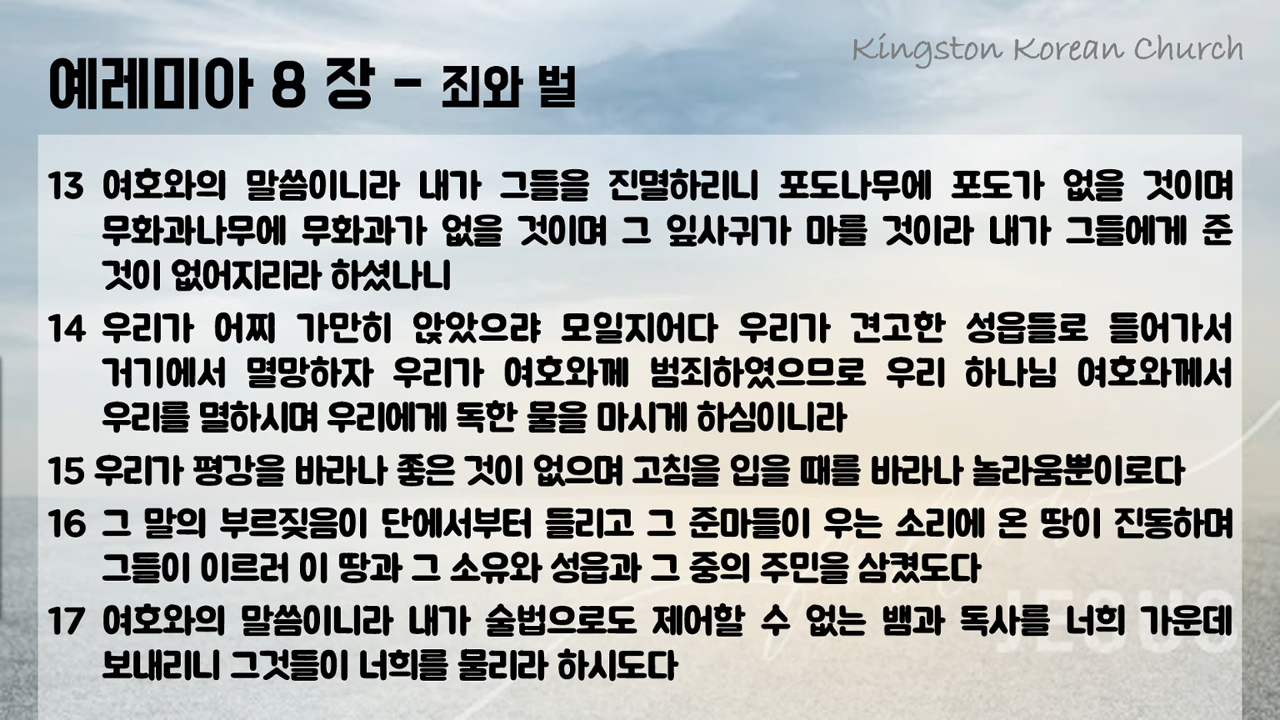 Kingston Korean Church
예레미야 8 장 - 죄와 벌
13 여호와의 말씀이니라 내가 그들을 진멸하리니 포도나무에 포도가 없을 것이며
무화과나무에 무화과가 없을 것이며 그 잎사귀가 마를 것이라 내가 그들에게 준
것이 없어지리라 하셨나니
14 우리가 어찌 가만히 앉았으랴 모일지어다 우리가 견고한 성읍들로 들어가서
거기에서 멸망하자 우리가 여호와께 범죄하였으므로 우리 하나님 여호와께서
우리를 멸하시며 우리에게 독한 물을 마시게 하심이니라
15 우리가 평강을 바라나 좋은 것이 없으며 고침을 입을 때를 바라나 놀라움뿐이로다
16 그 말의 부르짖음이 단에서부터 들리고 그 준마들이 우는 소리에 온 땅이 진동하며
그들이 이르러 이 땅과 그 소유와 성읍과 그 중의 주민을 삼켰도다
JESUS
17 여호와의 말씀이니라 내가 술법으로도 제어할 수 없는 뱀과 독사를 너희 가운데
보내리니 그것들이 너희를 물리라 하시도다